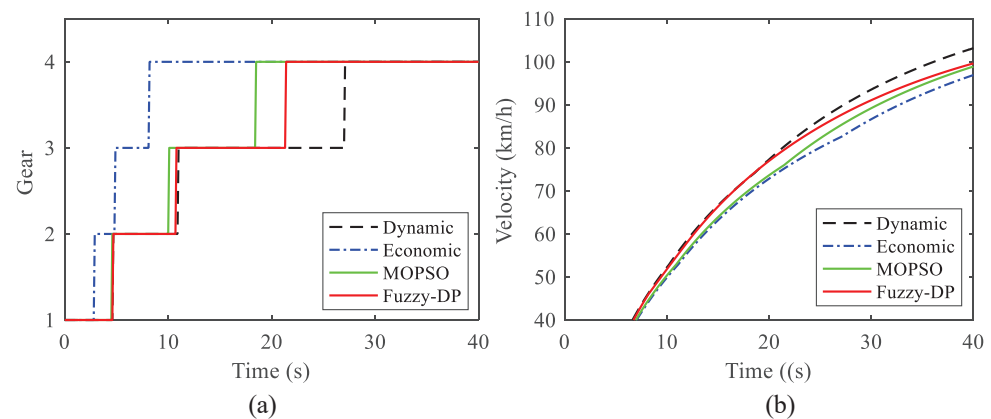 4
3
2
1
Gear
0
10
20
30
40
Time (s)
Dynamic
Economic
MOPSO
Fuzzy-DP
(a)
110
100
90
80
70
60
50
40
Velocity (km/h)
0
10
20
30
40
Time ((s)
Dynamic
Economic
MOPSO
Fuzzy-DP
(b)